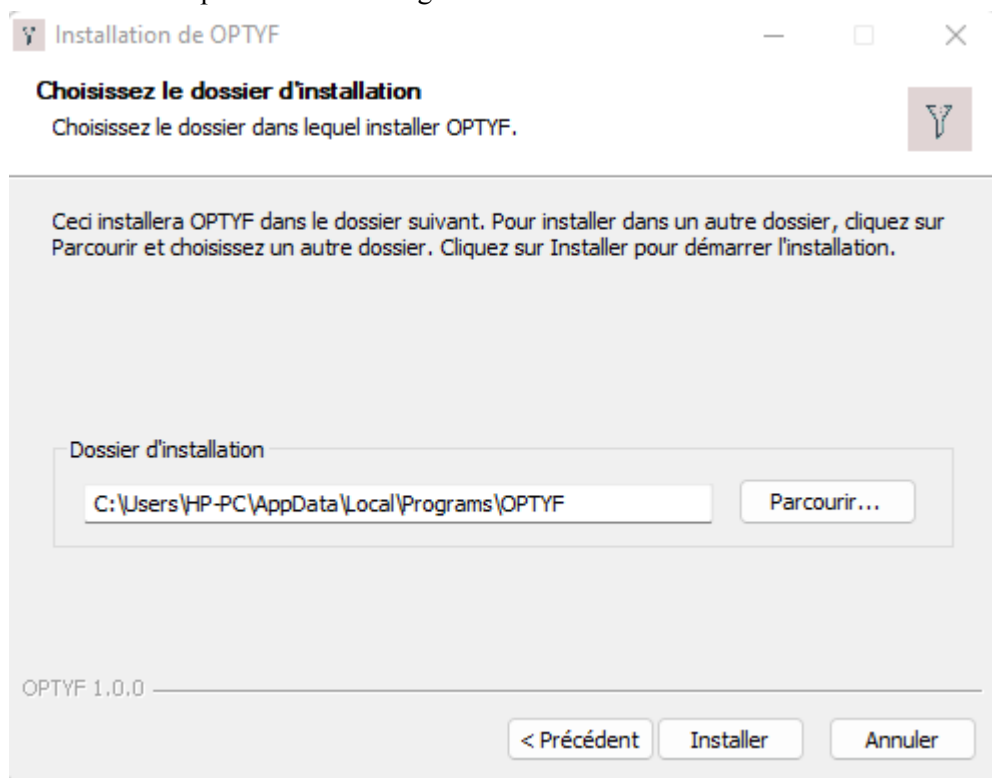 Installation de OPTYF
Choisissez le dossier d'installation
Choisissez le dossier dans lequel installer OPTYF.
Ceci installera OPTYF dans le dossier suivant. Pour installer dans un autre dossier, cliquez sur
Parcourir et choisissez un autre dossier. Cliquez sur Installer pour démarrer l'installation.
Dossier d'installation
C:\Users\HP-PC\AppData\Local\Programs\OPTYF
Parcourir...
OPTYF 1.0.0
< Précédent
Installer
Annuler